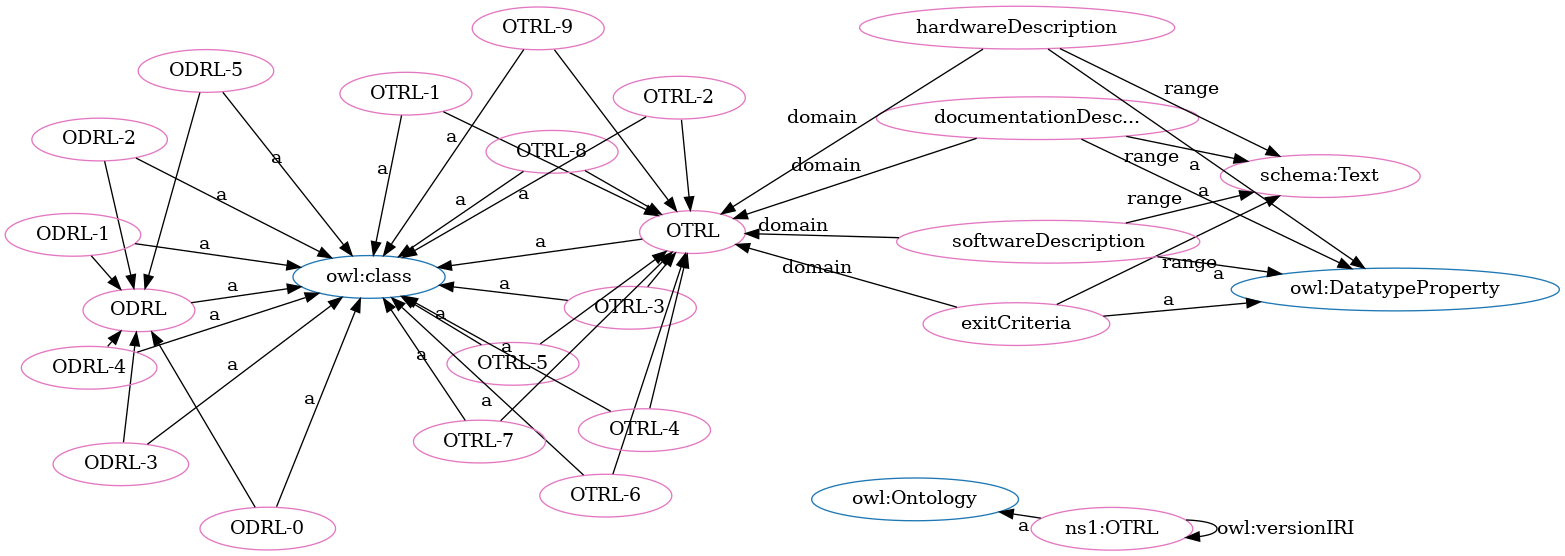 OTRL-9
hardwareDescription
ODRL-5
OTRL-1
OTRL-2
range
domain
documentationDesc...
a
ODRL-2
a
OTRL-8
a
range
domain
a
a
schema:Text
a
a
a
a
range
domain
OTRL
ODRL-1
a
a
softwareDescription
owl:class
domain
range
a
owl:DatatypeProperty
a
a
ODRL
OTRL-3
a
a
a
exitCriteria
a
a
a
ODRL-4
OTRL-5
a
a
OTRL-7
OTRL-4
ODRL-3
OTRL-6
owl:Ontology
ODRL-0
a
ns1:OTRL
owl:versionIRI